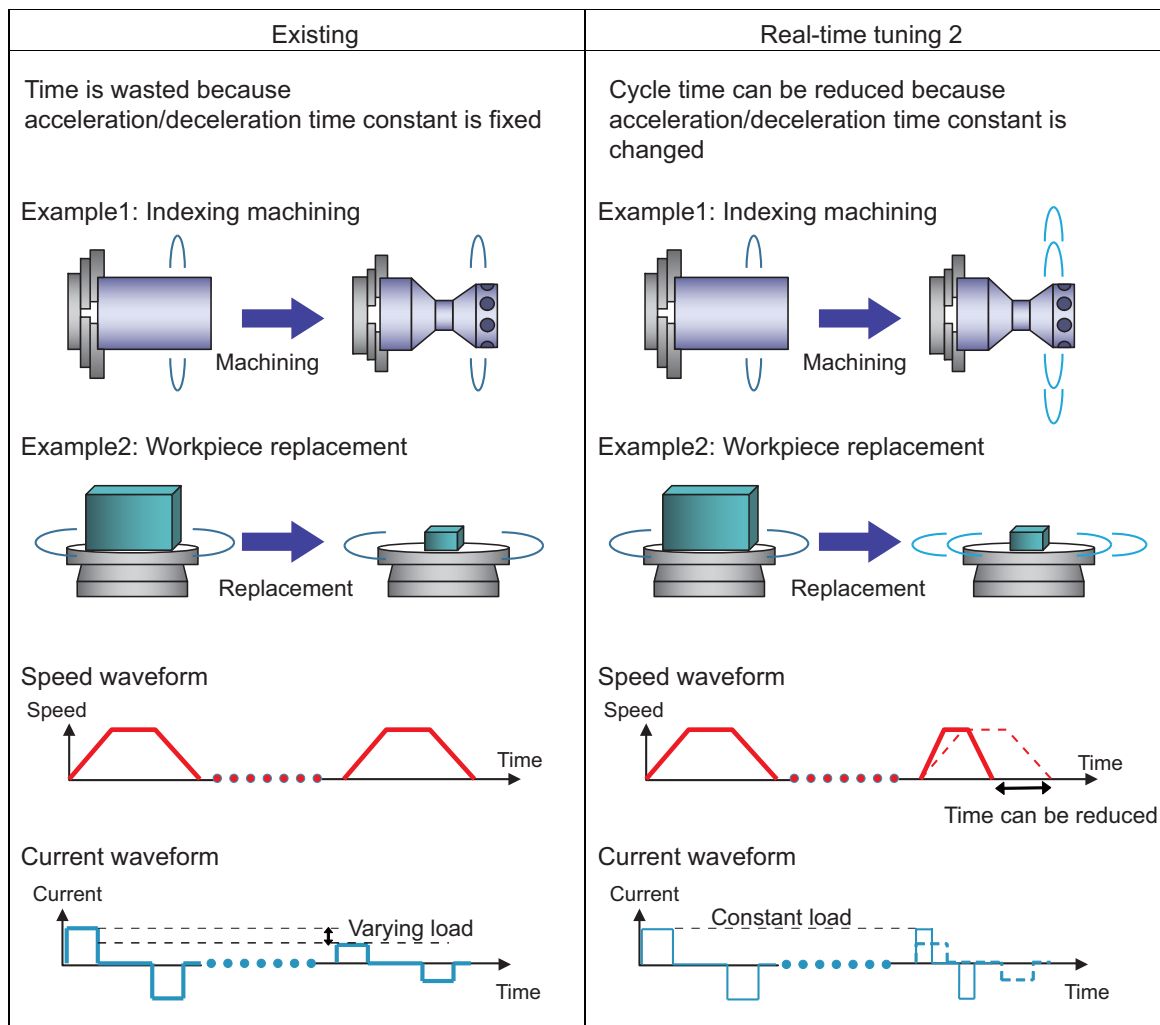 Existing
Time is wasted because
acceleration/deceleration time constant is fixed
Example1: Indexing machining
Machining
Example2: Workpiece replacement
Replacement
Speed waveform
Speed
Time
Current waveform
Current
Varying load
Time
Real-time tuning 2
Cycle time can be reduced because
acceleration/deceleration time constant is
changed
Example1: Indexing machining
Machining
Example2: Workpiece replacement
Replacement
Speed waveform
Speed
Time
Time can be reduced
Current waveform
Current
Constant load
Time